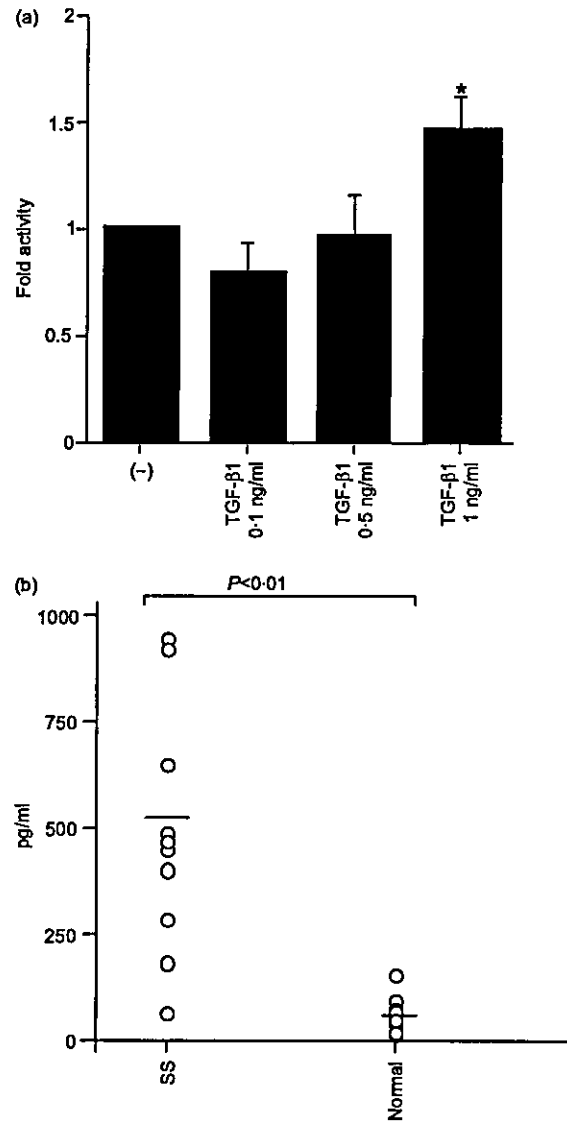 (a)
2
1.5
1
0.5
0
Fold activity
*
(–)
TGF-β1
0·1 ng/ml
TGF-β1
0·5 ng/ml
TGF-β1
1 ng/ml
(b)
P<0·01
1000
750
500
250
0
pg/ml
SS
Normal